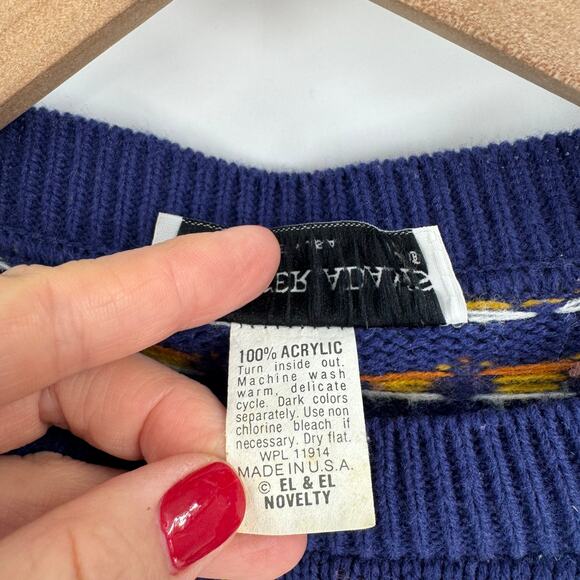 100% ACRYLIC
Turn inside out.
Machine wash
warm, delicate
cycle. Dark colors
separately. Use non
chlorine bleach if
necessary. Dry flat.
WPL 11914
MADE IN U.S.A.
© EL & EL
NOVELTY